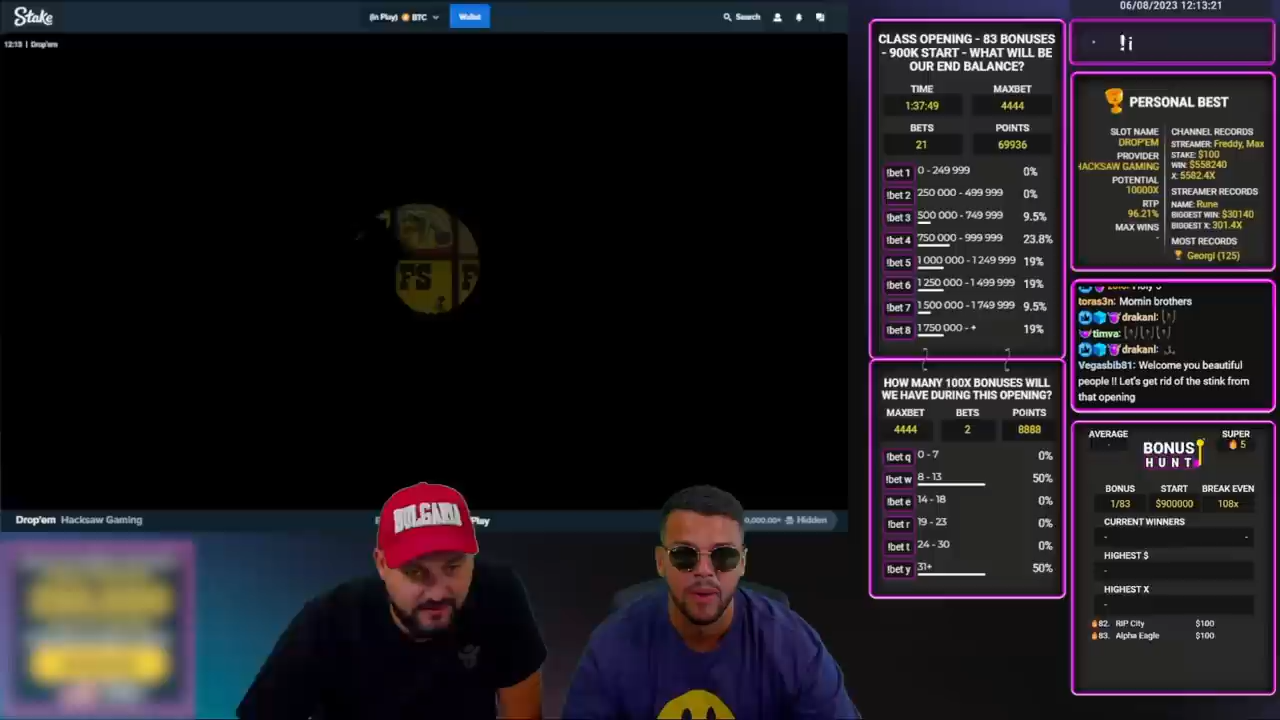 Stake
(In Play) BTC
Wallet
Search
12:13 | Drop'em
FS
F
Drop'em Hacksaw Gaming
Play
0,000.00+ Hidden
BULGARIA
CLASS OPENING - 83 BONUSES
- 900K START - WHAT WILL BE
OUR END BALANCE?
TIME MAXBET
1:37:49 4444
BETS POINTS
21 69936
!bet 1 0 - 249 999 0%
!bet 2 250 000 - 499 999 0%
!bet 3 500 000 - 749 999 9.5%
!bet 4 750 000 - 999 999 23.8%
!bet 5 1 000 000 - 1 249 999 19%
!bet 6 1 250 000 - 1 499 999 19%
!bet 7 1 500 000 - 1 749 999 9.5%
!bet 8 1 750 000 - + 19%
HOW MANY 100X BONUSES WILL
WE HAVE DURING THIS OPENING?
MAXBET BETS POINTS
4444 2 8888
!bet q 0 - 7 0%
!bet w 8 - 13 50%
!bet e 14 - 18 0%
!bet r 19 - 23 0%
!bet t 24 - 30 0%
!bet y 31+ 50%
06/08/2023 12:13:21
!i
PERSONAL BEST
SLOT NAME
DROP'EM
PROVIDER
HACKSAW GAMING
POTENTIAL
10000X
RTP
96.21%
MAX WINS
-
CHANNEL RECORDS
STREAMER: Freddy, Max
STAKE: $100
WIN: $558240
X: 5582.4X
STREAMER RECORDS
NAME: Rune
BIGGEST WIN: $30140
BIGGEST X: 301.4X
MOST RECORDS
Georgi (125)
toras3n: Mornin brothers
drakanl:
timva:
drakanl:
Vegasbib81: Welcome you beautiful
people !! Let's get rid of the stink from
that opening
AVERAGE
-
BONUS
HUNT
SUPER
5
BONUS START BREAK EVEN
1/83 $900000 108x
CURRENT WINNERS
- -
HIGHEST $
-
HIGHEST X
-
82. RIP City $100
83. Alpha Eagle $100